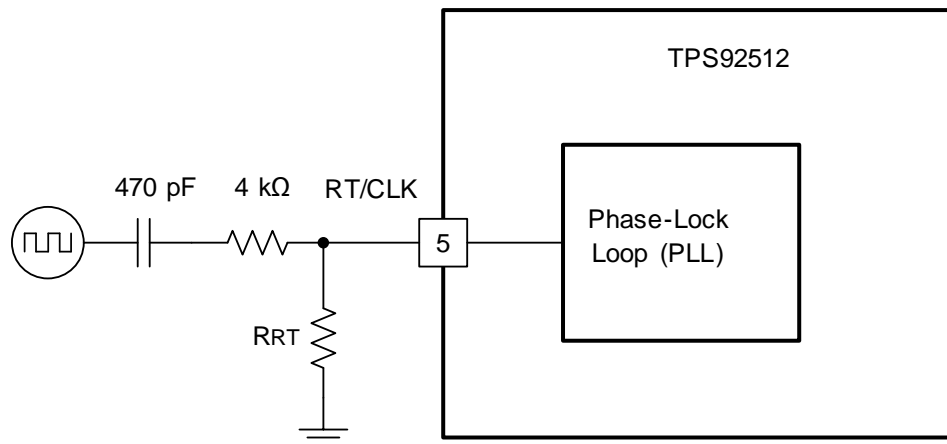 TPS92512
470 pF
4 kΩ
RT/CLK
5
Phase-Lock
Loop (PLL)
RRT